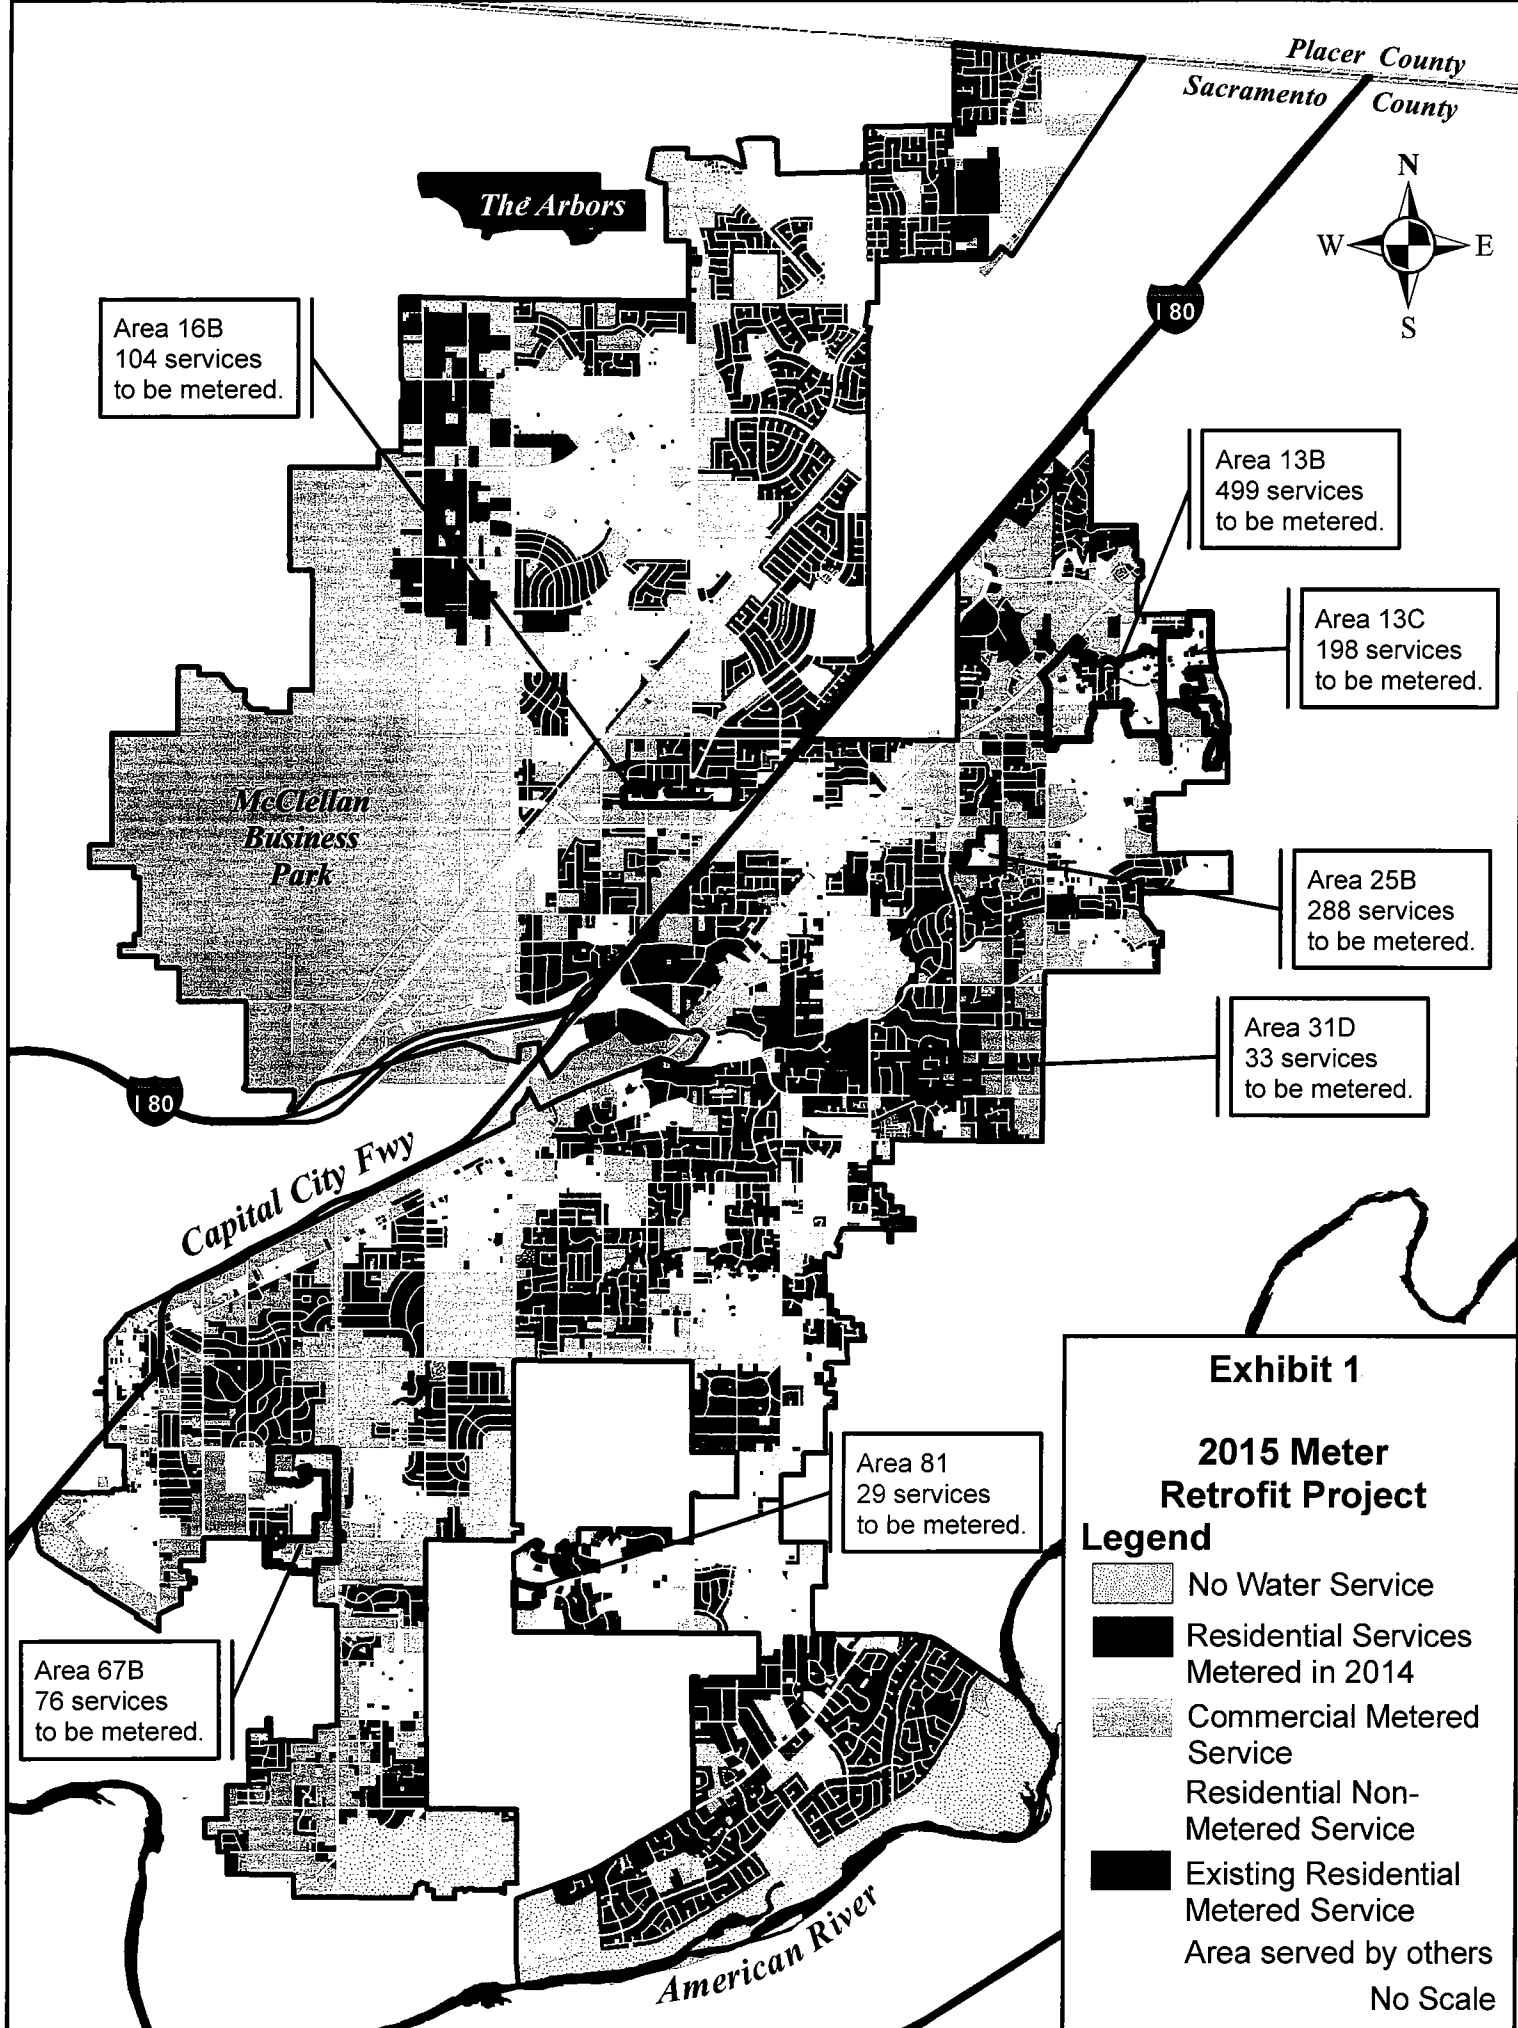 Placer County
Sacramento County
The Arbors
N
W E
S
I 80
Area 16B
104 services
to be metered.
Area 13B
499 services
to be metered.
Area 13C
198 services
to be metered.
McClellan
Business
Park
Area 25B
288 services
to be metered.
Area 31D
33 services
to be metered.
I 80
Capital City Fwy
Area 81
29 services
to be metered.
Area 67B
76 services
to be metered.
American River
Exhibit 1
2015 Meter
Retrofit Project
Legend
No Water Service
Residential Services
Metered in 2014
Commercial Metered
Service
Residential Non-
Metered Service
Existing Residential
Metered Service
Area served by others
No Scale